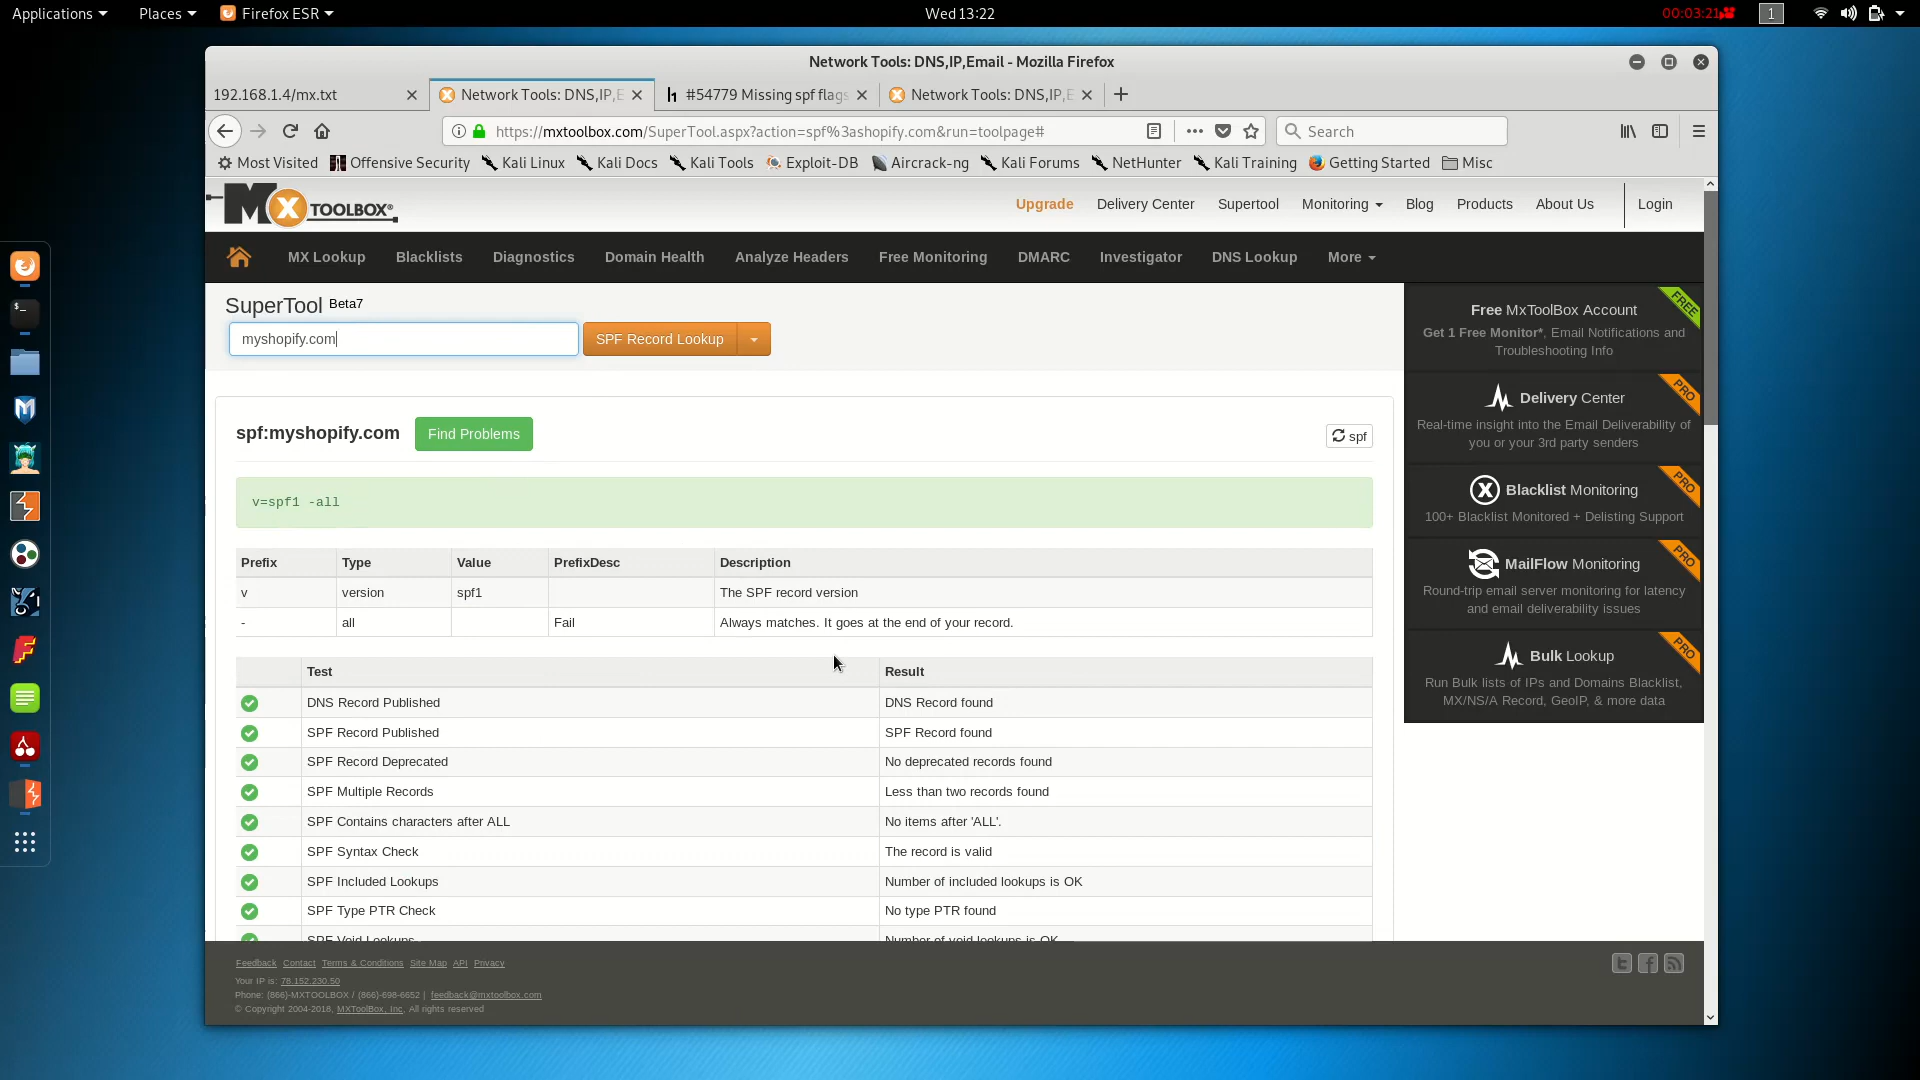 Applications Places Firefox ESR Wed 13:22 00:03:21 1
Network Tools: DNS,IP,Email - Mozilla Firefox
192.168.1.4/mx.txt Network Tools: DNS,IP,E #54779 Missing spf flags Network Tools: DNS,IP,E
https://mxtoolbox.com/SuperTool.aspx?action=spf%3ashopify.com&run=toolpage# Search
Most Visited Offensive Security Kali Linux Kali Docs Kali Tools Exploit-DB Aircrack-ng Kali Forums NetHunter Kali Training Getting Started Misc
MX TOOLBOX® Upgrade Delivery Center Supertool Monitoring Blog Products About Us Login
MX Lookup Blacklists Diagnostics Domain Health Analyze Headers Free Monitoring DMARC Investigator DNS Lookup More
SuperTool Beta7
myshopify.com SPF Record Lookup
spf:myshopify.com Find Problems spf
v=spf1 -all
Prefix Type Value PrefixDesc Description
v version spf1 The SPF record version
- all Fail Always matches. It goes at the end of your record.
Test Result
DNS Record Published DNS Record found
SPF Record Published SPF Record found
SPF Record Deprecated No deprecated records found
SPF Multiple Records Less than two records found
SPF Contains characters after ALL No items after 'ALL'.
SPF Syntax Check The record is valid
SPF Included Lookups Number of included lookups is OK
SPF Type PTR Check No type PTR found
SPF Void Lookups Number of void lookups is OK
FREE
Free MxToolBox Account
Get 1 Free Monitor*, Email Notifications and
Troubleshooting Info
PRO
Delivery Center
Real-time insight into the Email Deliverability of
you or your 3rd party senders
PRO
Blacklist Monitoring
100+ Blacklist Monitored + Delisting Support
PRO
MailFlow Monitoring
Round-trip email server monitoring for latency
and email deliverability issues
PRO
Bulk Lookup
Run Bulk lists of IPs and Domains Blacklist,
MX/NS/A Record, GeoIP, & more data
Feedback Contact Terms & Conditions Site Map API Privacy
Your IP is: 78.152.230.50
Phone: (866)-MXTOOLBOX / (866)-698-6652 | feedback@mxtoolbox.com
© Copyright 2004-2018, MXToolBox, Inc, All rights reserved